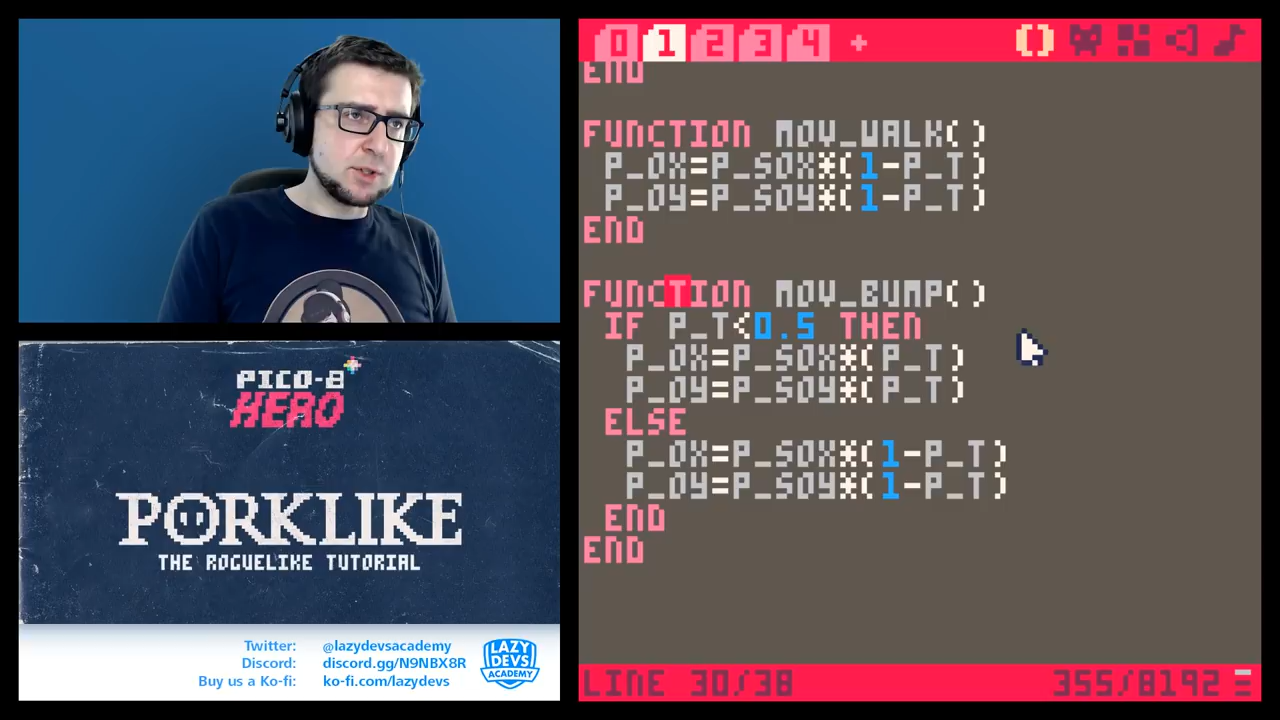 0 1 2 3 4 +
END
FUNCTION MOV_WALK()
P_OX=P_SOX*(1-P_T)
P_OY=P_SOY*(1-P_T)
END
FUNCTION MOV_BUMP()
IF P_T<0.5 THEN
P_OX=P_SOX*(P_T)
P_OY=P_SOY*(P_T)
ELSE
P_OX=P_SOX*(1-P_T)
P_OY=P_SOY*(1-P_T)
END
END
LINE 30/38 355/8192
PICO-8
HERO
PORKLIKE
THE ROGUELIKE TUTORIAL
Twitter: @lazydevsacademy
Discord: discord.gg/N9NBX8R
Buy us a Ko-fi: ko-fi.com/lazydevs
LAZY
DEVS
ACADEMY